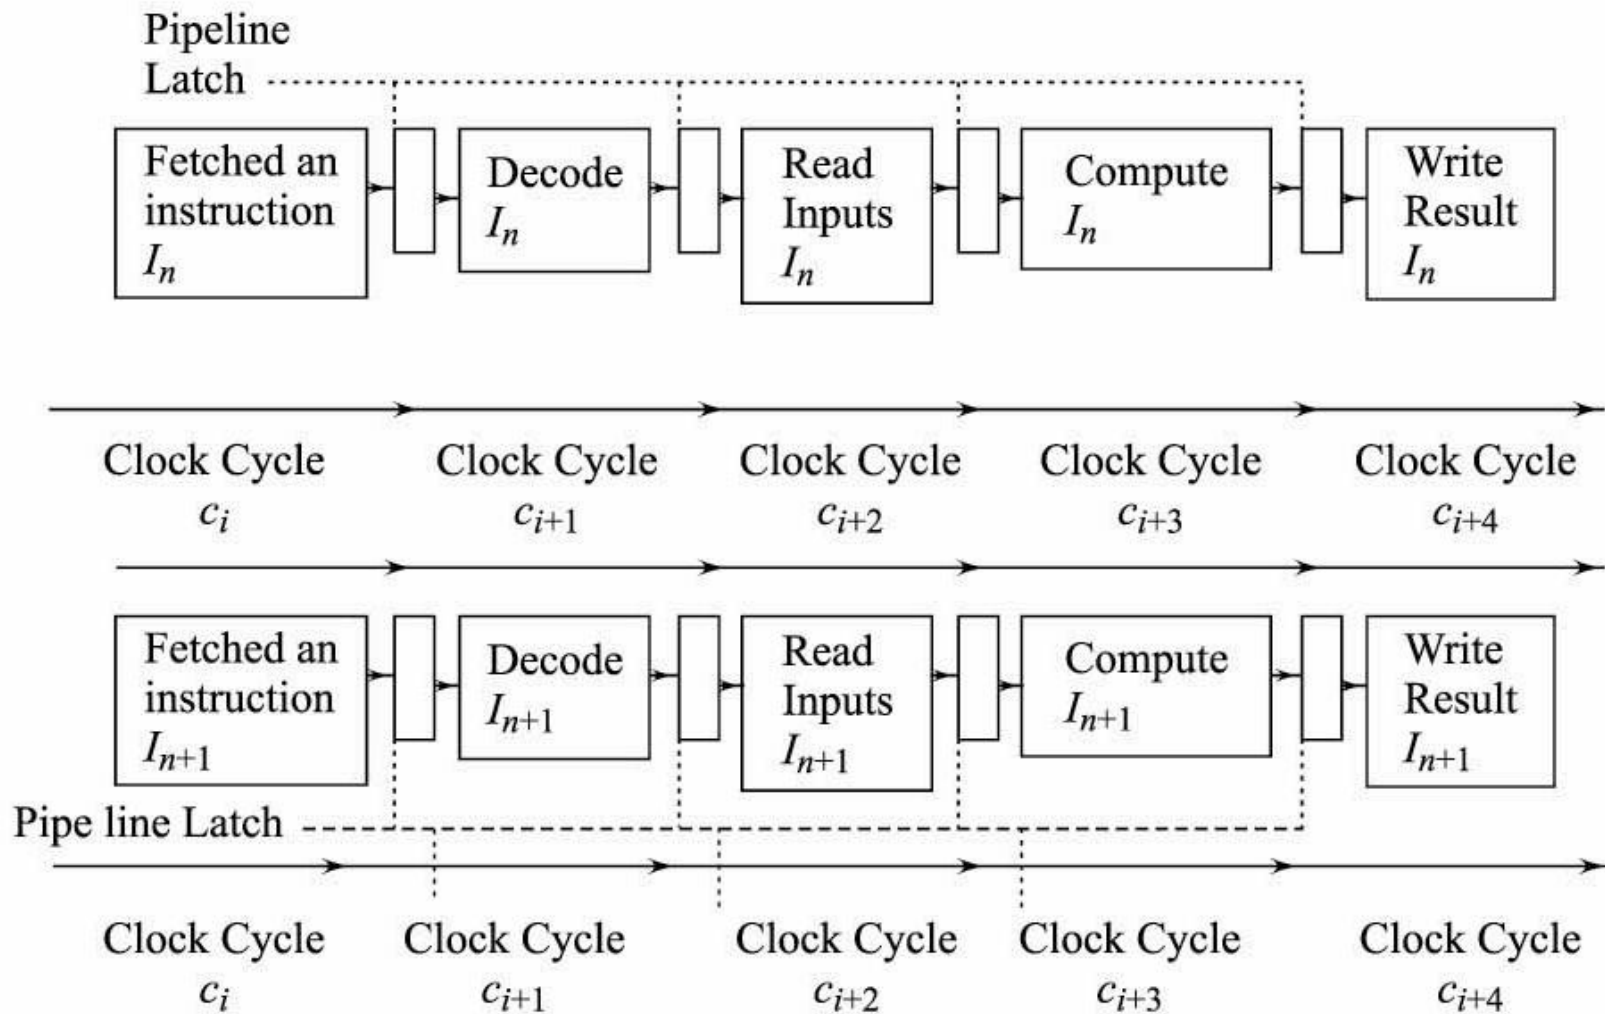 Pipeline
Latch
Fetched an
instruction
Iₙ
Decode
Iₙ
Read
Inputs
Iₙ
Compute
Iₙ
Write
Result
Iₙ
Clock Cycle
cᵢ
Clock Cycle
cᵢ₊₁
Clock Cycle
cᵢ₊₂
Clock Cycle
cᵢ₊₃
Clock Cycle
cᵢ₊₄
Fetched an
instruction
Iₙ₊₁
Decode
Iₙ₊₁
Read
Inputs
Iₙ₊₁
Compute
Iₙ₊₁
Write
Result
Iₙ₊₁
Pipe line Latch
Clock Cycle
cᵢ
Clock Cycle
cᵢ₊₁
Clock Cycle
cᵢ₊₂
Clock Cycle
cᵢ₊₃
Clock Cycle
cᵢ₊₄